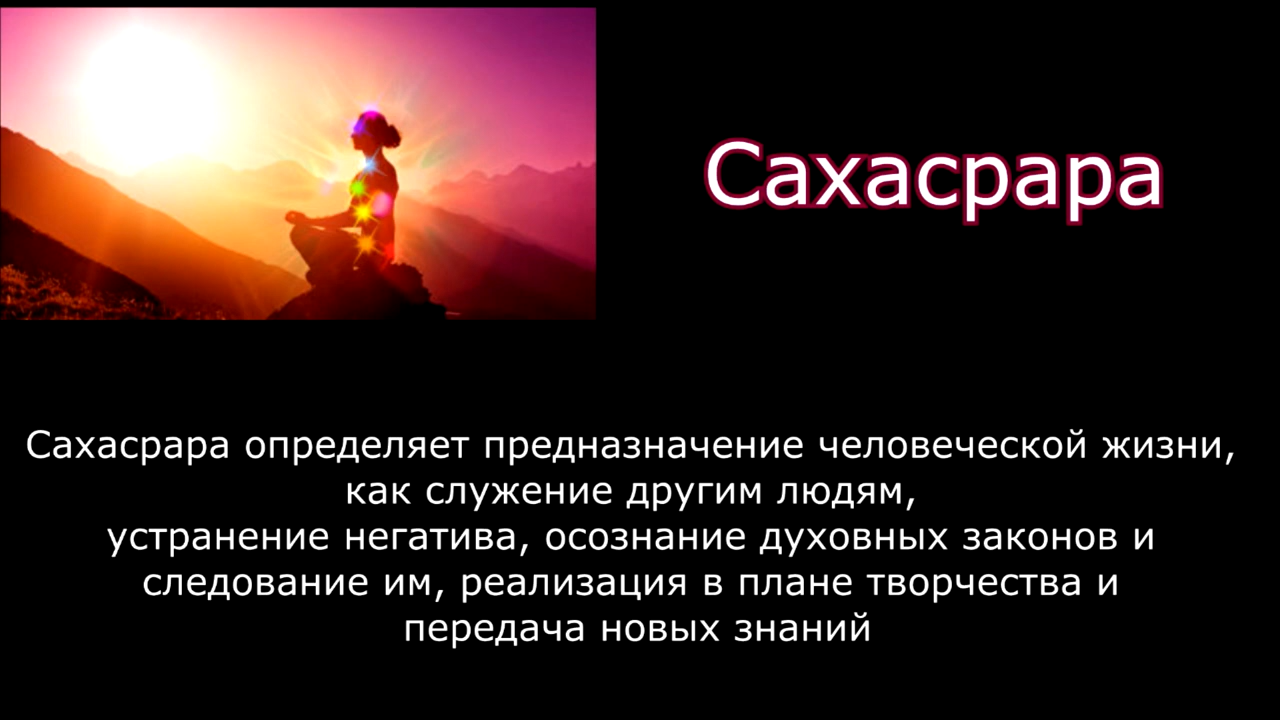 Сахасрара
Сахасрара определяет предназначение человеческой жизни,
как служение другим людям,
устранение негатива, осознание духовных законов и
следование им, реализация в плане творчества и
передача новых знаний